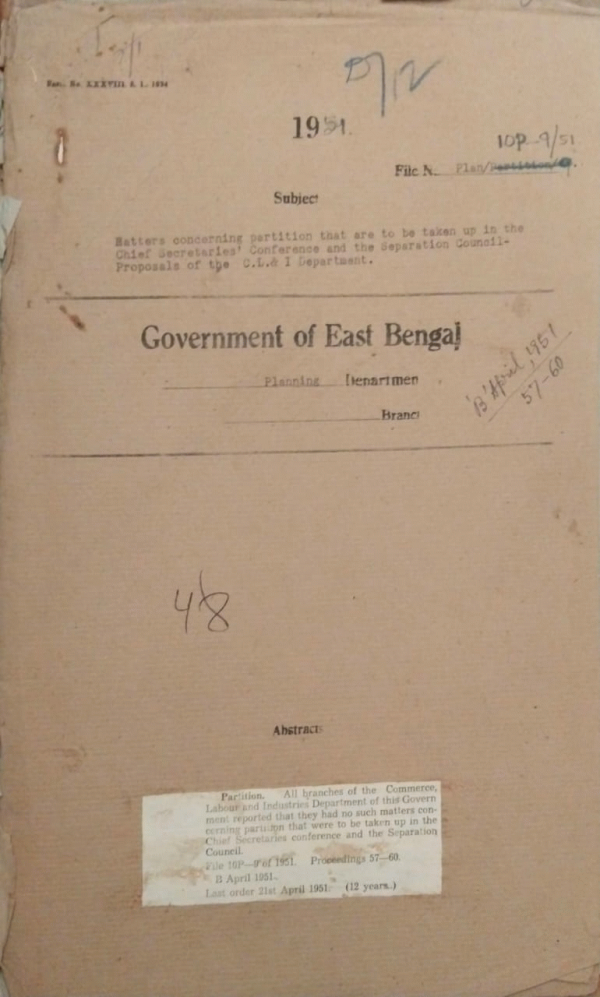 D/12
1951.
10P-9/51
File N. Plan/Partition/
Subject
Matters concerning partition that are to be taken up in the
Chief Secretaries' Conference and the Separation Council-
Proposals of the C.L.& I Department.
Government of East Bengal
Planning Departmen
Branc
'B' April, 1951
57-60
48
Abstract
Partition. All branches of the Commerce,
Labour and Industries Department of this Govern
ment reported that they had no such matters con-
cerning partition that were to be taken up in the
Chief Secretaries conference and the Separation
Council.
File 10P—9 of 1951. Proceedings 57—60.
B April 1951.
Last order 21st April 1951. (12 years.)